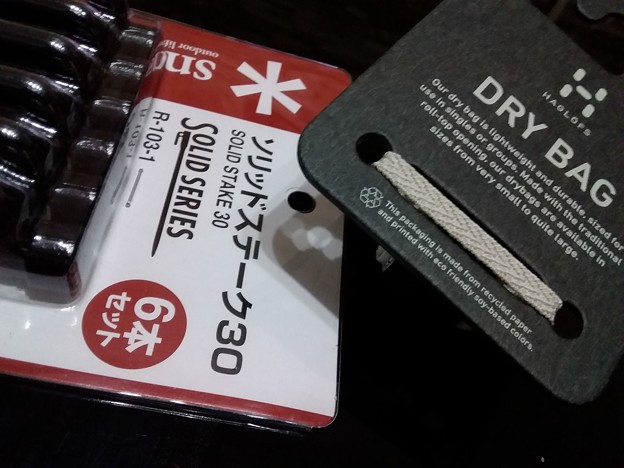 sno
outdoor life
ソリッドステーク30
SOLID STAKE 30
SOLID SERIES
R-103-1
6本
セット
HAGLÖFS
DRY BAG
Our dry bag is lightweight and durable, sized for
use in singles or groups. Made with the traditional
roll-top opening, our drybags are available in
sizes from very small to quite large.
This packaging is made from recycled paper
and printed with eco friendly soy-based colors.